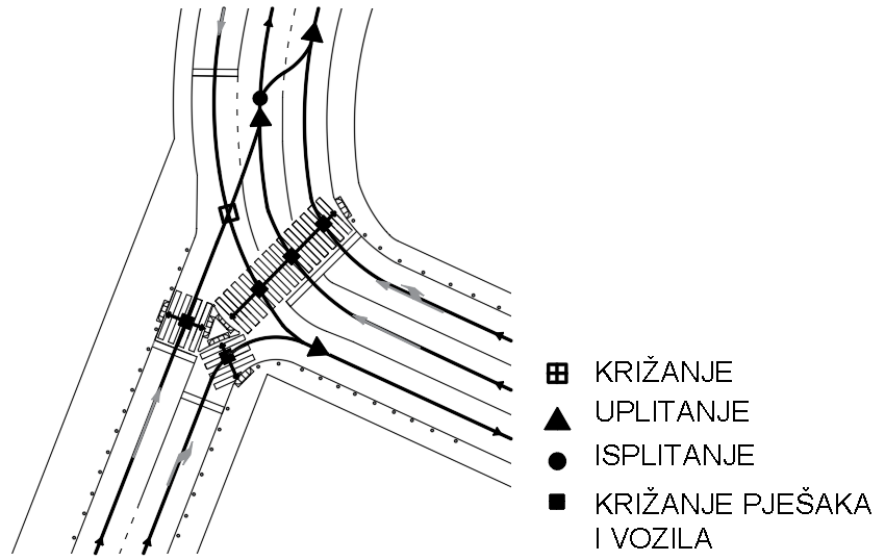 KRIŽANJE
UPLITANJE
ISPLITANJE
KRIŽANJE PJEŠAKA
I VOZILA